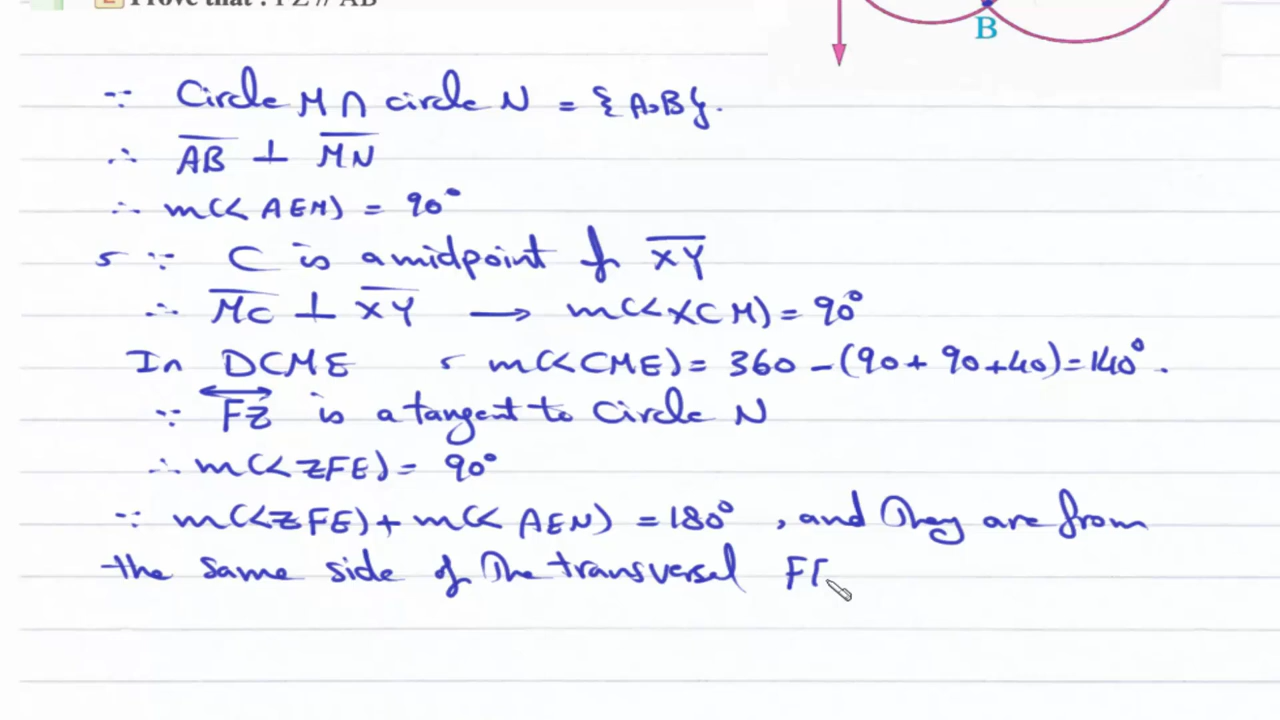 2 Prove that : FZ // AB
B
∵ Circle M ∩ circle N = {A,B}.
∴ AB ⊥ MN
∴ m(< AEM) = 90°
, ∵ C is a midpoint of XY
∴ MC ⊥ XY → m(<XCM) = 90°
In DCME , m(<CME) = 360 - (90 + 90 + 40) = 140° .
∵ FZ is a tangent to Circle N
∴ m(<ZFE) = 90°
∵ m(<ZFE) + m(< AEN) = 180° , and They are from
the same side of The transversal F